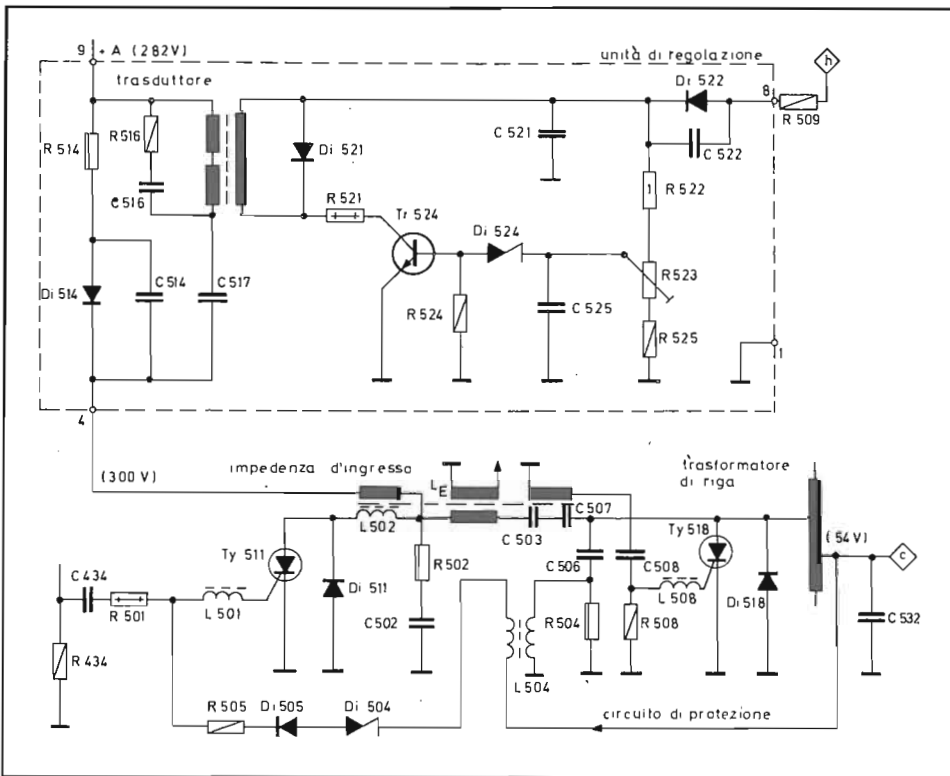 9 + A (282V)
unità di regolazione
h
trasduttore
Di 522
8
R 516
R 509
R 514
Di 521
C 521
C 522
C 516
R 521
Tr 524
Di 524
R 522
Di 514
C 514
C 517
R 523
R 524
C 525
R 525
1
4
(300 V)
impedenza d'ingresso
trasformatore di riga
LE
C 507
Ty 518
L 502
C 503
(54V)
Ty 511
c
R 502
C 506
C 508
C 434
Di 511
L 508
R 501
L 501
C 502
R 504
R 508
Di 518
C 532
R 434
L 504
R 505
Di 505
Di 504
circuito di protezione